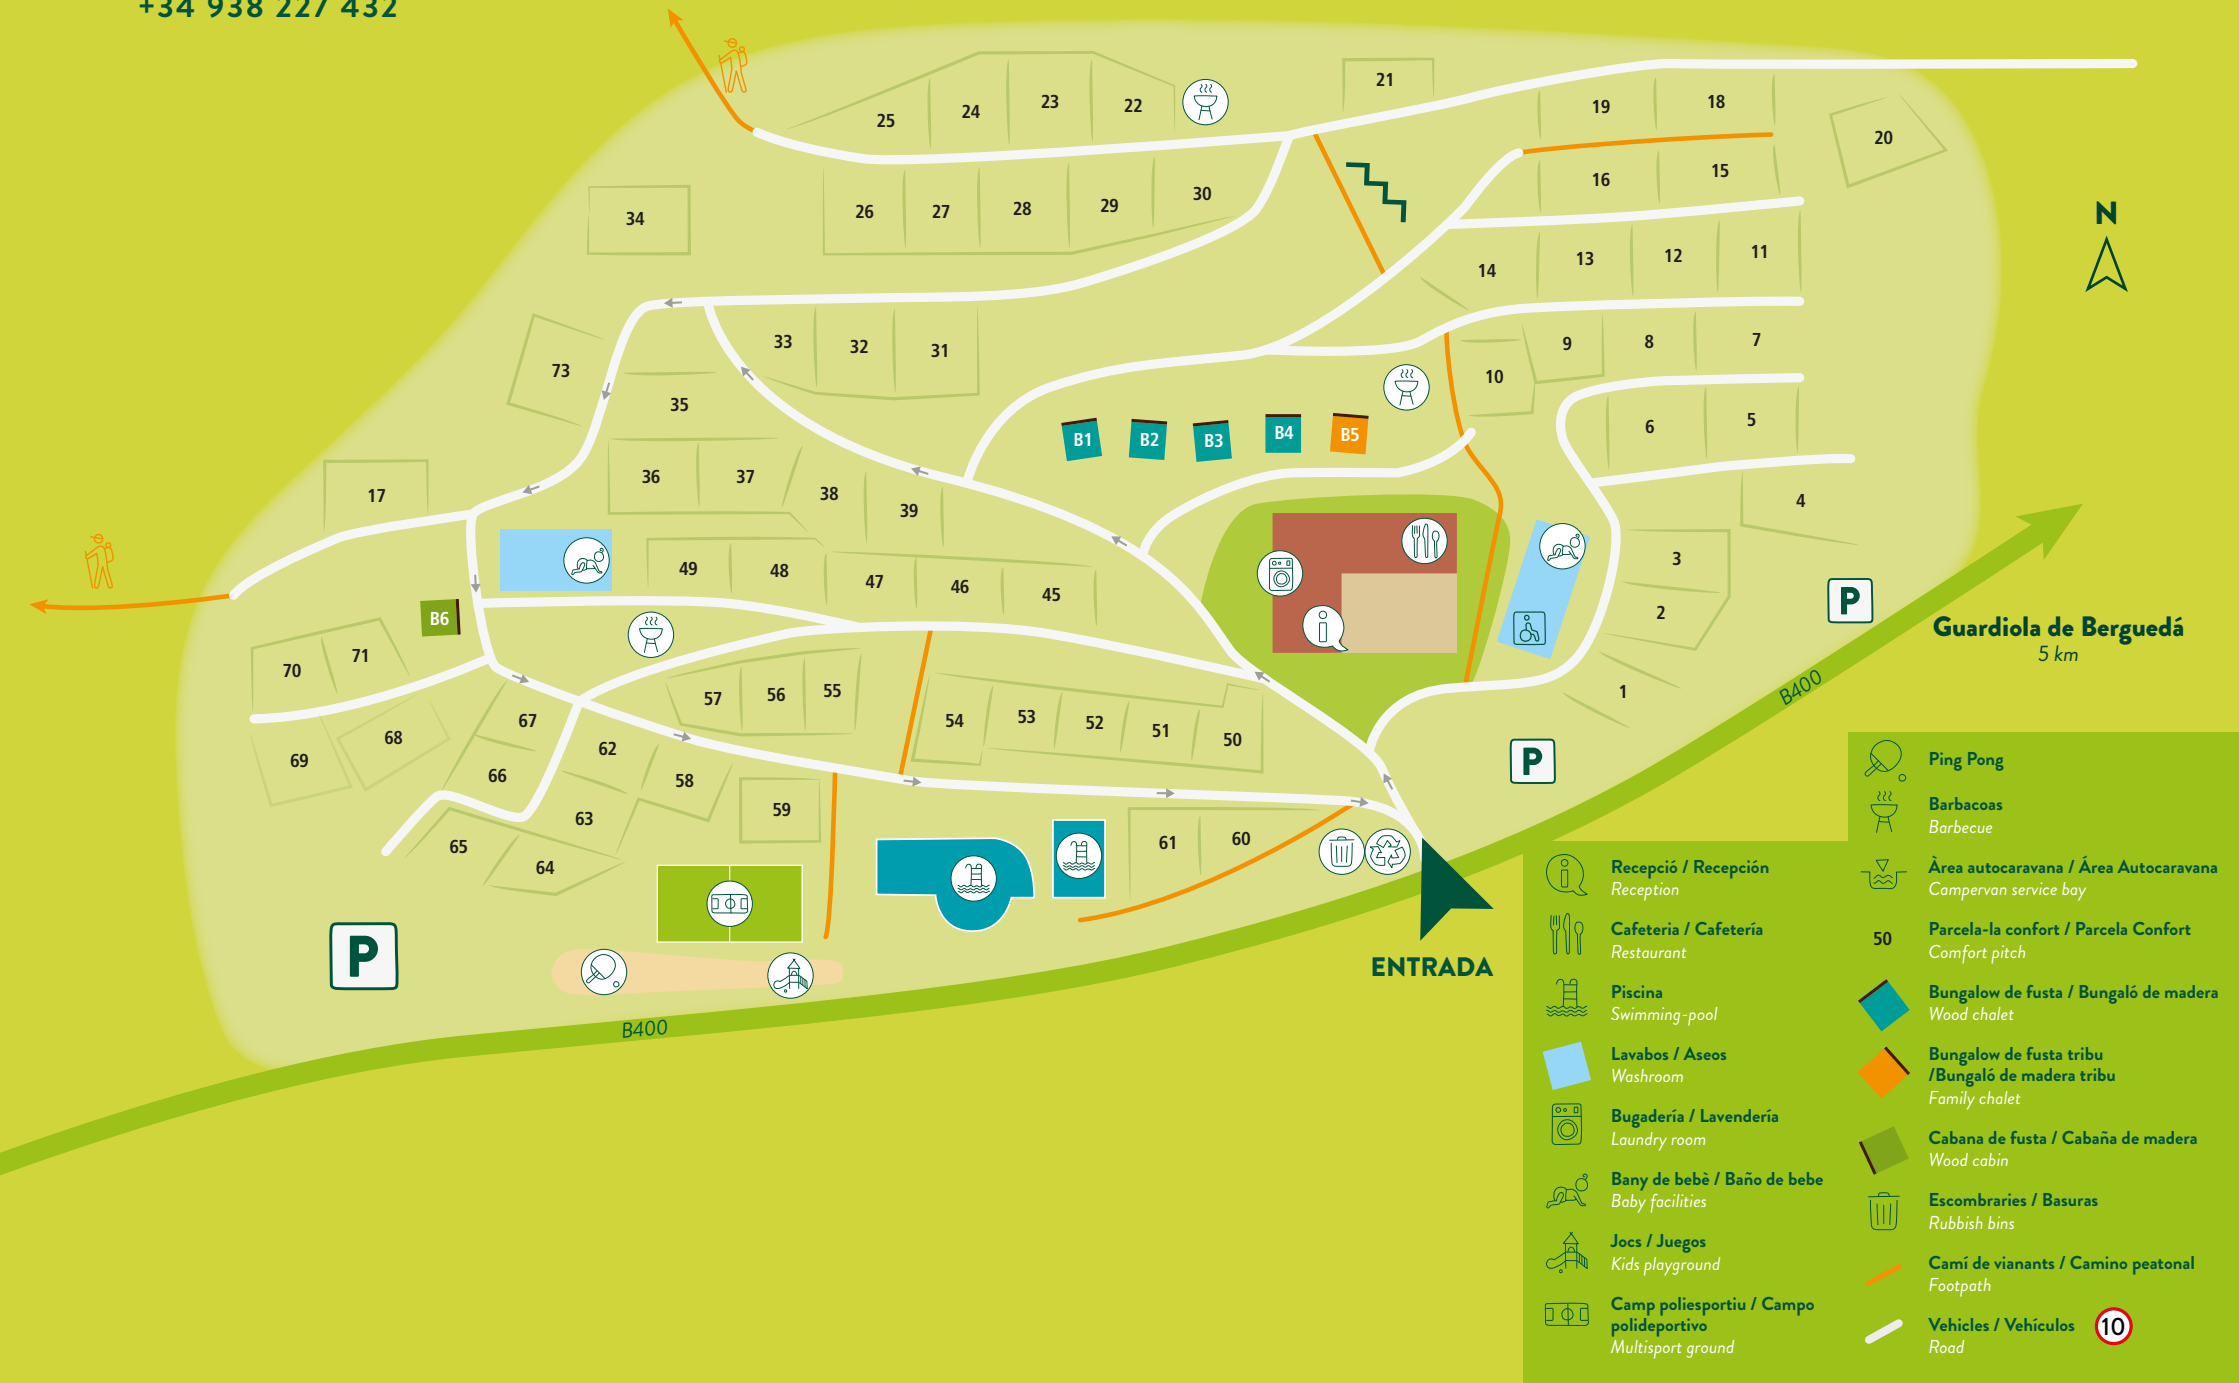 +34 938 227 432
21
23
22
24
25
19
18
20
16
15
30
29
28
27
26
34
N
11
12
13
14
33
32
31
9
8
7
73
10
35
6
5
B1
B2
B3
B4
B5
36
37
38
39
17
4
49
48
47
46
45
3
2
P
B6
Guardiola de Berguedá
5 km
B400
70
71
57
56
55
1
54
53
52
51
50
67
68
69
62
66
58
59
63
65
64
61
60
P
P
ENTRADA
B400
Ping Pong
Barbacoas
Barbecue
Recepció / Recepción
Reception
Cafeteria / Cafetería
Restaurant
Piscina
Swimming-pool
Lavabos / Aseos
Washroom
Bugadería / Lavendería
Laundry room
Bany de bebè / Baño de bebe
Baby facilities
Jocs / Juegos
Kids playground
Camp poliesportiu / Campo
polideportivo
Multisport ground
Àrea autocaravana / Área Autocaravana
Campervan service bay
50
Parcela-la confort / Parcela Confort
Comfort pitch
Bungalow de fusta / Bungaló de madera
Wood chalet
Bungalow de fusta tribu
/Bungaló de madera tribu
Family chalet
Cabana de fusta / Cabaña de madera
Wood cabin
Escombraries / Basuras
Rubbish bins
Camí de vianants / Camino peatonal
Footpath
Vehicles / Vehículos
10
Road